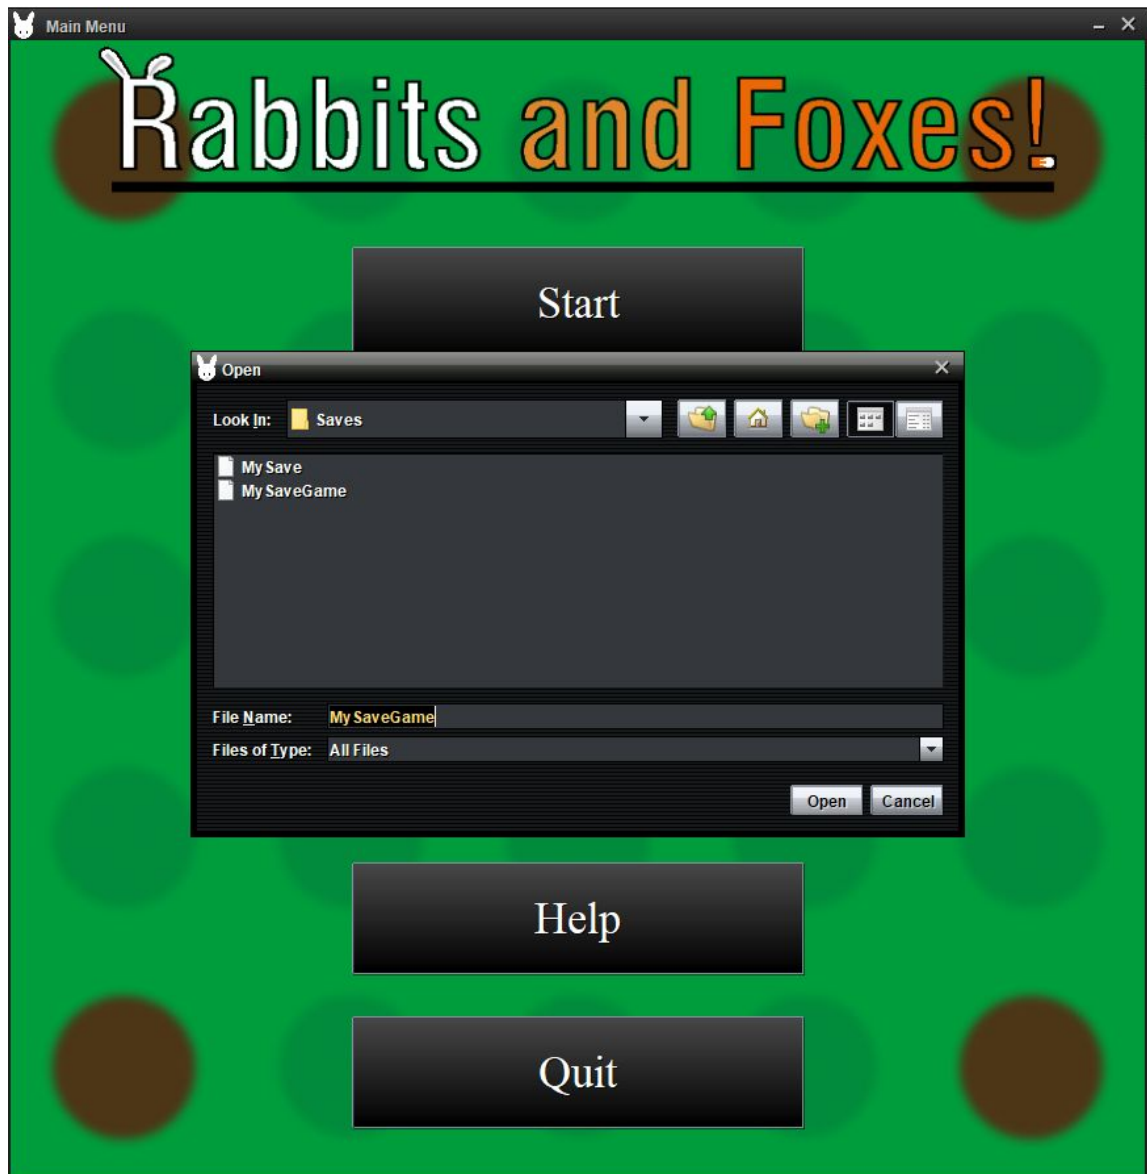 Main Menu
Rabbits and Foxes!
Start
Open
Look In: Saves
My Save
My SaveGame
File Name: My SaveGame
Files of Type: All Files
Open Cancel
Help
Quit